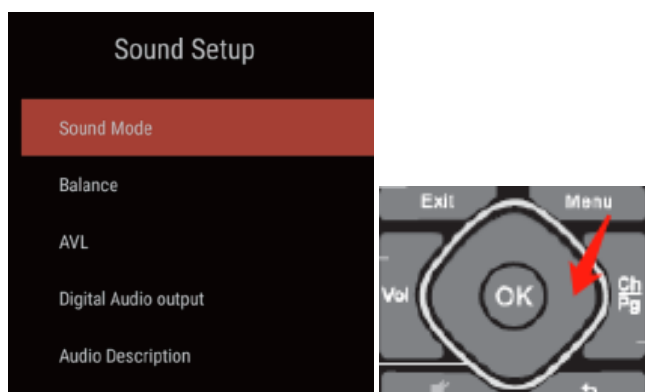 Sound Setup
Sound Mode
Balance
AVL
Digital Audio output
Audio Description
Exit
Menu
Vol
OK
Ch
Pg